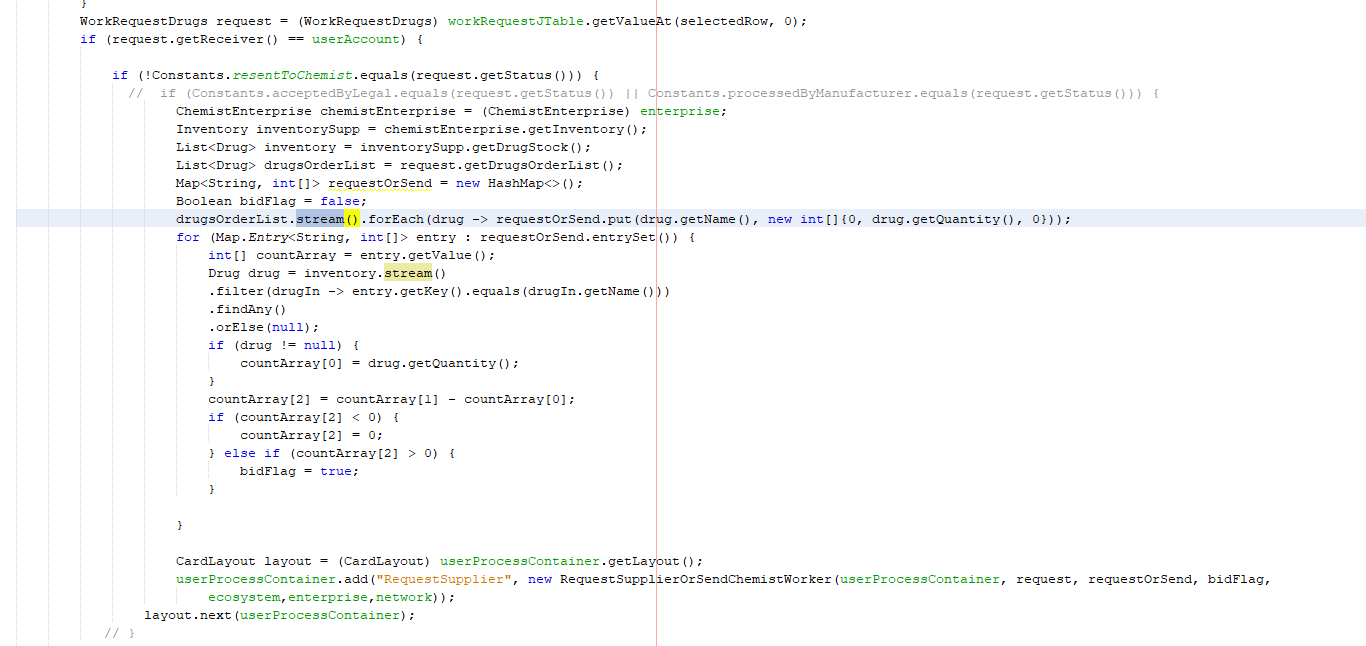 }
WorkRequestDrugs request = (WorkRequestDrugs) workRequestJTable.getValueAt(selectedRow, 0);
if (request.getReceiver() == userAccount) {
if (!Constants.resentToChemist.equals(request.getStatus())) {
//  if (Constants.acceptedByLegal.equals(request.getStatus()) || Constants.processedByManufacturer.equals(request.getStatus())) {
ChemistEnterprise chemistEnterprise = (ChemistEnterprise) enterprise;
Inventory inventorySupp = chemistEnterprise.getInventory();
List<Drug> inventory = inventorySupp.getDrugStock();
List<Drug> drugsOrderList = request.getDrugsOrderList();
Map<String, int[]> requestOrSend = new HashMap<>();
Boolean bidFlag = false;
drugsOrderList.stream().forEach(drug -> requestOrSend.put(drug.getName(), new int[]{0, drug.getQuantity(), 0}));
for (Map.Entry<String, int[]> entry : requestOrSend.entrySet()) {
int[] countArray = entry.getValue();
Drug drug = inventory.stream()
.filter(drugIn -> entry.getKey().equals(drugIn.getName()))
.findAny()
.orElse(null);
if (drug != null) {
countArray[0] = drug.getQuantity();
}
countArray[2] = countArray[1] - countArray[0];
if (countArray[2] < 0) {
countArray[2] = 0;
} else if (countArray[2] > 0) {
bidFlag = true;
}
}
CardLayout layout = (CardLayout) userProcessContainer.getLayout();
userProcessContainer.add("RequestSupplier", new RequestSupplierOrSendChemistWorker(userProcessContainer, request, requestOrSend, bidFlag,
ecosystem,enterprise,network));
layout.next(userProcessContainer);
// }